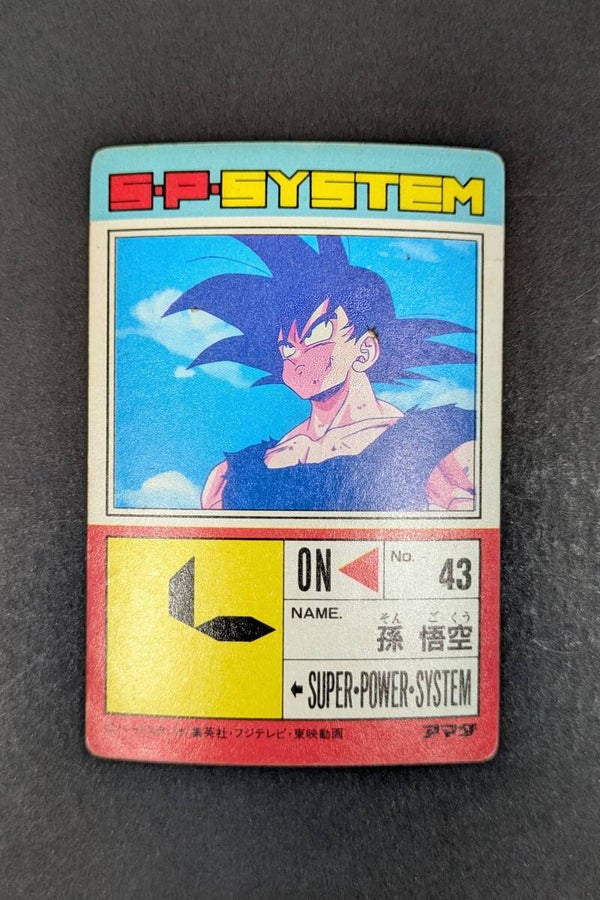 S·P·SYSTEM
ON
No.
43
NAME.
そん ご くう
孫 悟空
←SUPER·POWER·SYSTEM
集英社・フジテレビ・東映動画
アマダ